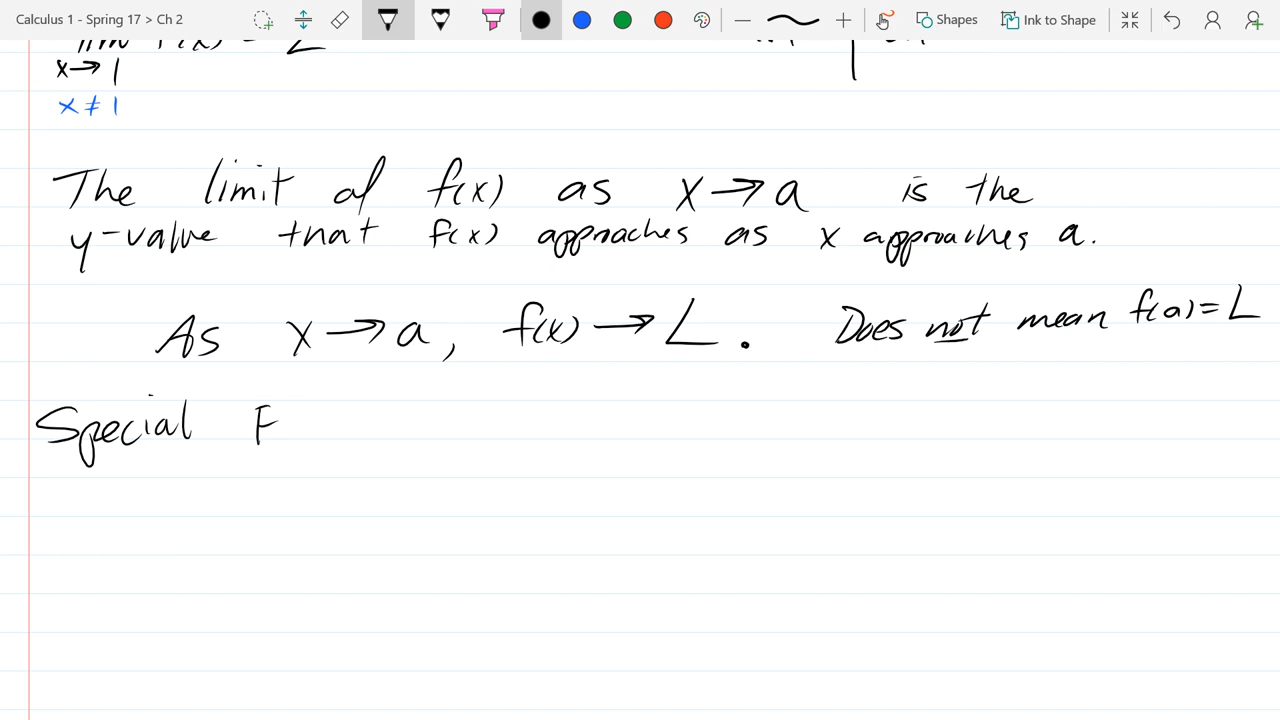 Calculus 1 - Spring 17 > Ch 2 Shapes Ink to Shape
lim f(x) = L
x → 1
x ≠ 1
The limit of f(x) as x → a is the
y-value that f(x) approaches as x approaches a.
As x → a, f(x) → L. Does not mean f(a) = L
Special F